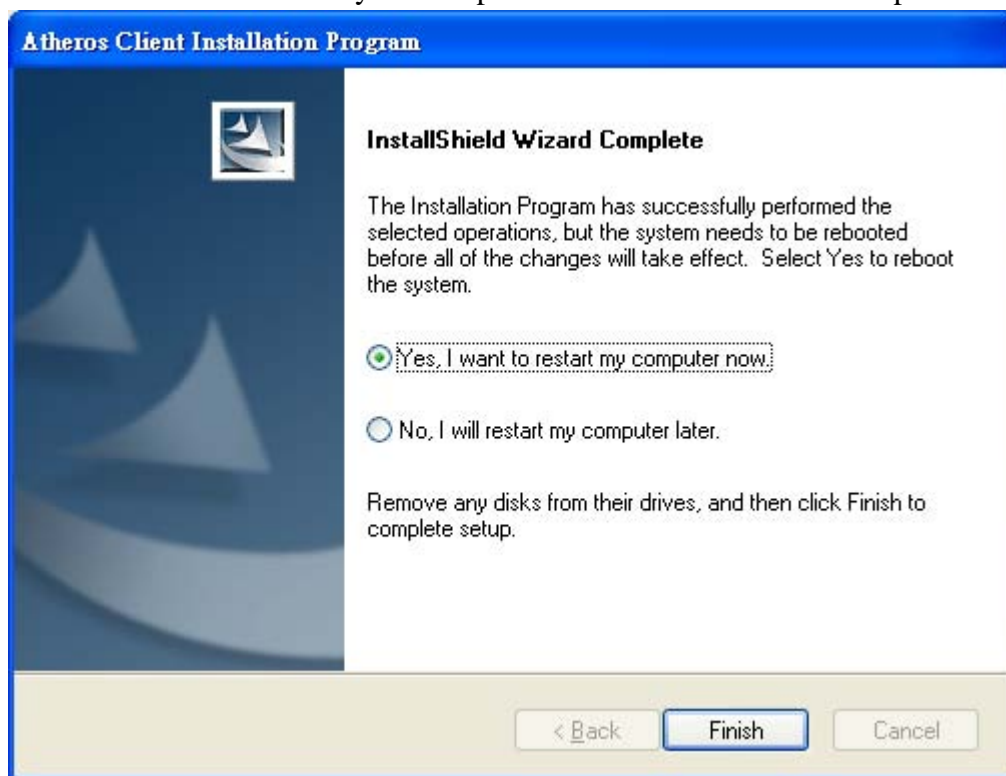 Atheros Client Installation Program
InstallShield Wizard Complete
The Installation Program has successfully performed the
selected operations, but the system needs to be rebooted
before all of the changes will take effect.  Select Yes to reboot
the system.
Yes, I want to restart my computer now.
No, I will restart my computer later.
Remove any disks from their drives, and then click Finish to
complete setup.
< Back
Finish
Cancel